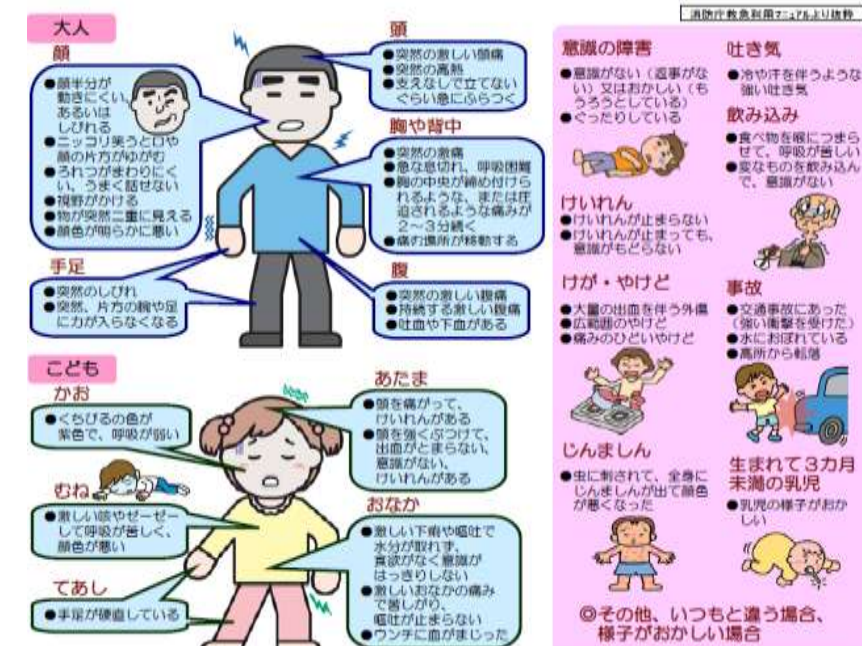 消防庁救急利用マニュアルより抜粋
大人
顔
●顔半分が
動きにくい、
あるいは
しびれる
●ニッコリ笑うと口や
顔の片方がゆがむ
●ろれつがまわりにく
い、うまく話せない
●視野がかける
●物が突然二重に見える
●顔色が明らかに悪い
手足
●突然のしびれ
●突然、片方の腕や足
に力が入らなくなる
頭
●突然の激しい頭痛
●突然の高熱
●支えなしで立てない
ぐらい急にふらつく
胸や背中
●突然の激痛
●急な息切れ、呼吸困難
●胸の中央が締め付けら
れるような、または圧
迫されるような痛みが
2～3分続く
●痛む場所が移動する
腹
●突然の激しい腹痛
●持続する激しい腹痛
●吐血や下血がある
こども
かお
●くちびるの色が
紫色で、呼吸が弱い
むね
●激しい咳やゼーゼー
して呼吸が苦しく、
顔色が悪い
てあし
●手足が硬直している
あたま
●頭を痛がって、
けいれんがある
●頭を強くぶつけて、
出血がとまらない、
意識がない、
けいれんがある
おなか
●激しい下痢や嘔吐で
水分が取れず、
食欲がなく意識が
はっきりしない
●激しいおなかの痛み
で苦しがり、
嘔吐が止まらない
●ウンチに血がまじった
意識の障害
●意識がない（返事がな
い）又はおかしい（も
うろうとしている）
●ぐったりしている
けいれん
●けいれんが止まらない
●けいれんが止まっても、
意識がもどらない
けが・やけど
●大量の出血を伴う外傷
●広範囲のやけど
●痛みのひどいやけど
じんましん
●虫に刺されて、全身に
じんましんが出て顔色
が悪くなった
吐き気
●冷や汗を伴うような
強い吐き気
飲み込み
●食べ物を喉につまら
せて、呼吸が苦しい
●変なものを飲み込ん
で、意識がない
事故
●交通事故にあった
（強い衝撃を受けた）
●水におぼれている
●高所から転落
生まれて３カ月
未満の乳児
●乳児の様子がおか
しい
◎その他、いつもと違う場合、
様子がおかしい場合